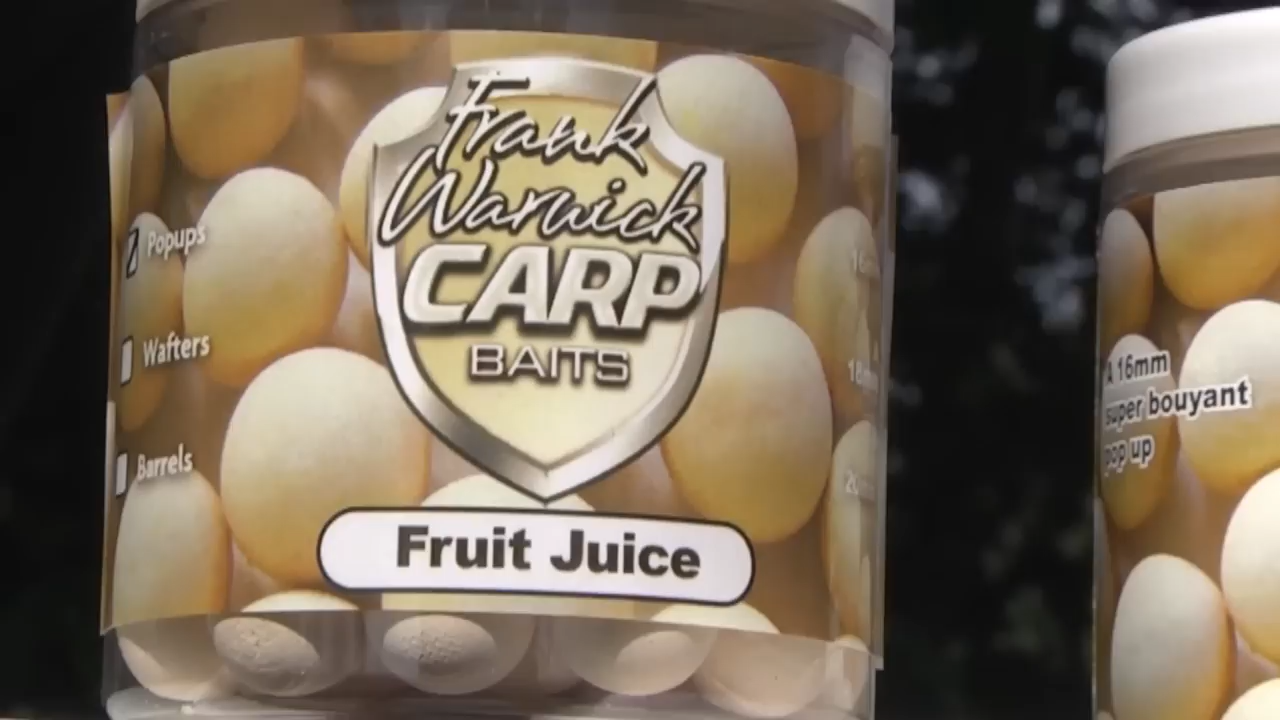 Frank
Warwick
CARP
BAITS
Popups
Wafters
Barrels
Fruit Juice
A 16mm
super bouyant
pop up